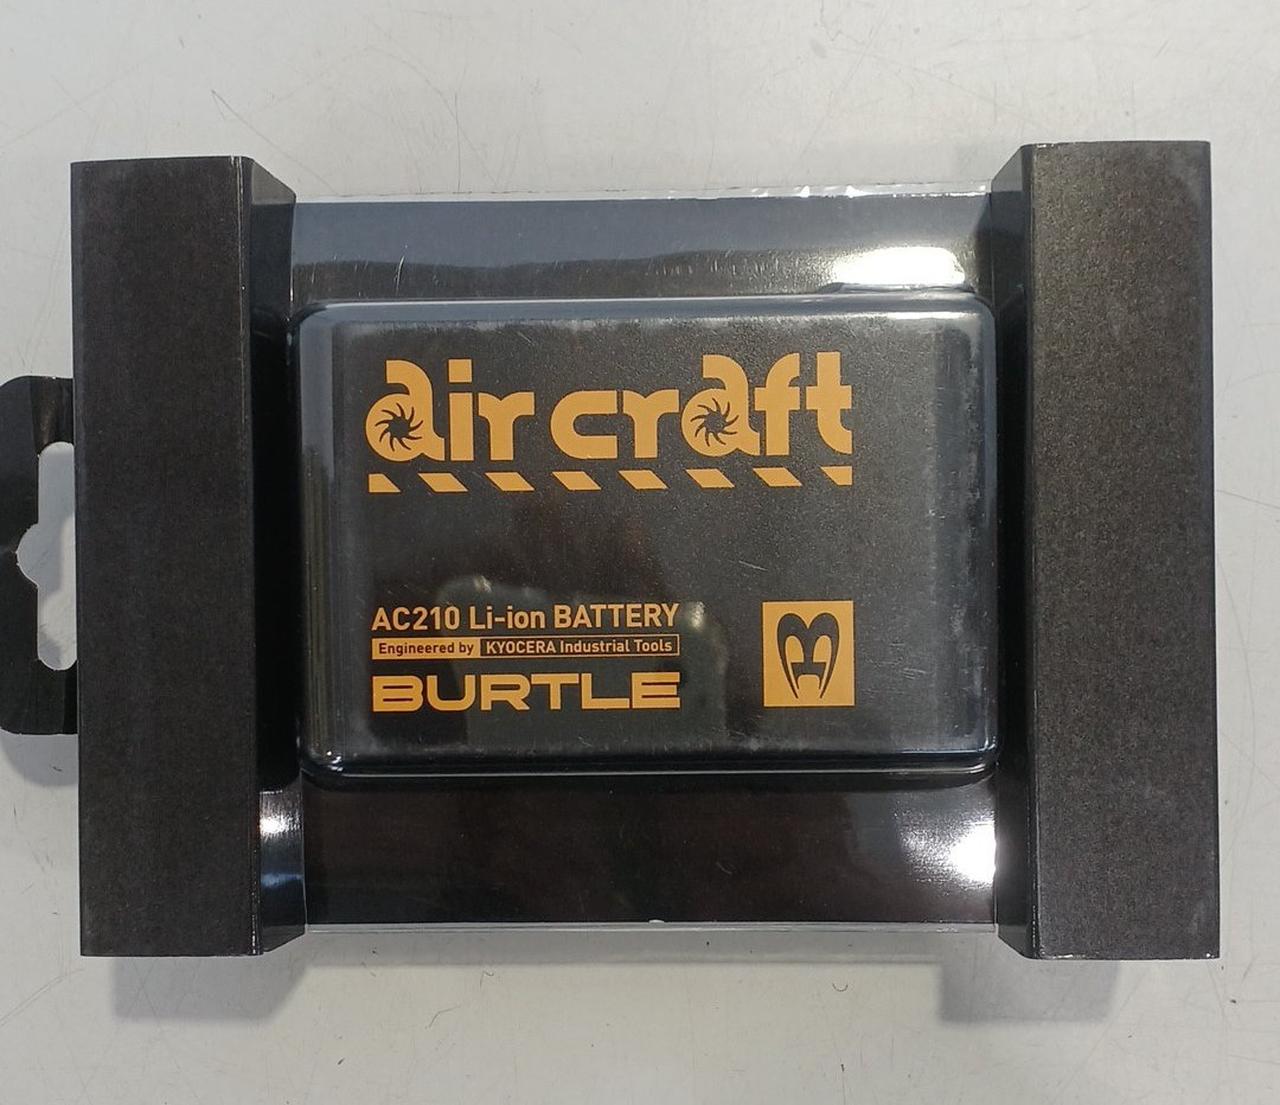 air craft
AC210 Li-ion BATTERY
Engineered by KYOCERA Industrial Tools
BURTLE